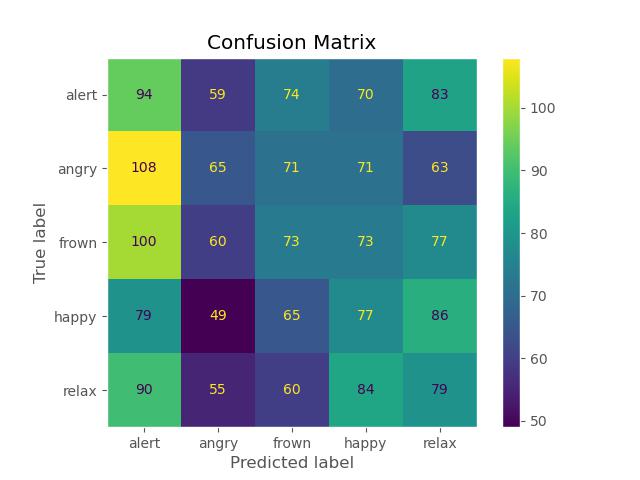 Confusion Matrix
alert 94 59 74 70 83
angry 108 65 71 71 63
frown 100 60 73 73 77
happy 79 49 65 77 86
relax 90 55 60 84 79
alert angry frown happy relax
Predicted label
True label
100
90
80
70
60
50